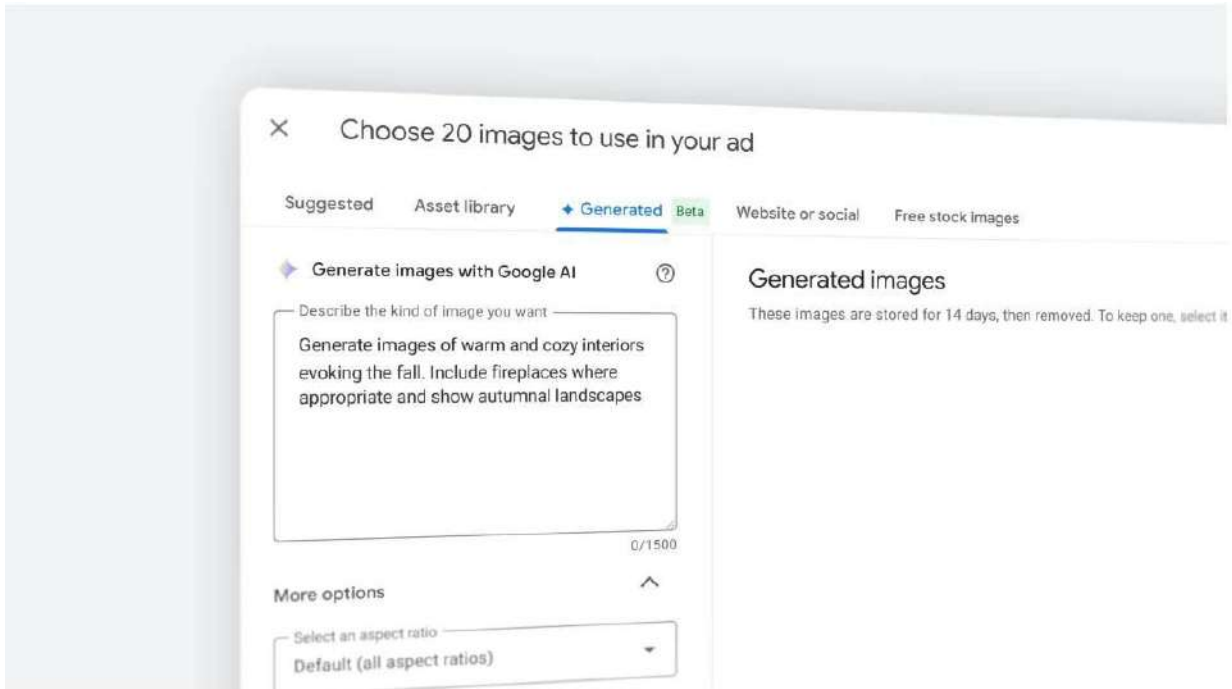 Choose 20 images to use in your ad
Suggested Asset library Generated Beta Website or social Free stock images
Generate images with Google AI
Describe the kind of image you want
Generate images of warm and cozy interiors
evoking the fall. Include fireplaces where
appropriate and show autumnal landscapes
0/1500
More options
Select an aspect ratio
Default (all aspect ratios)
Generated images
These images are stored for 14 days, then removed. To keep one, select it